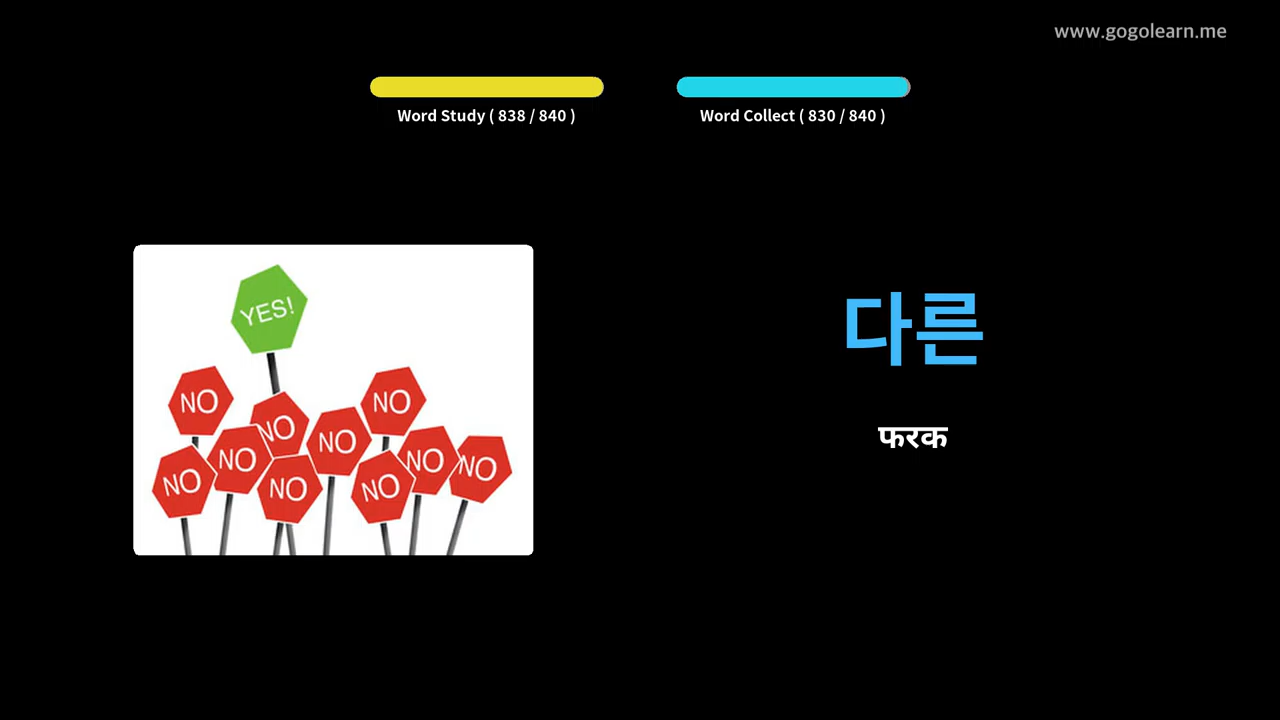 www.gogolearn.me
Word Study ( 838 / 840 )
Word Collect ( 830 / 840 )
YES!
NO
NO
NO
NO
NO
NO
NO
NO
NO
NO
다른
फरक